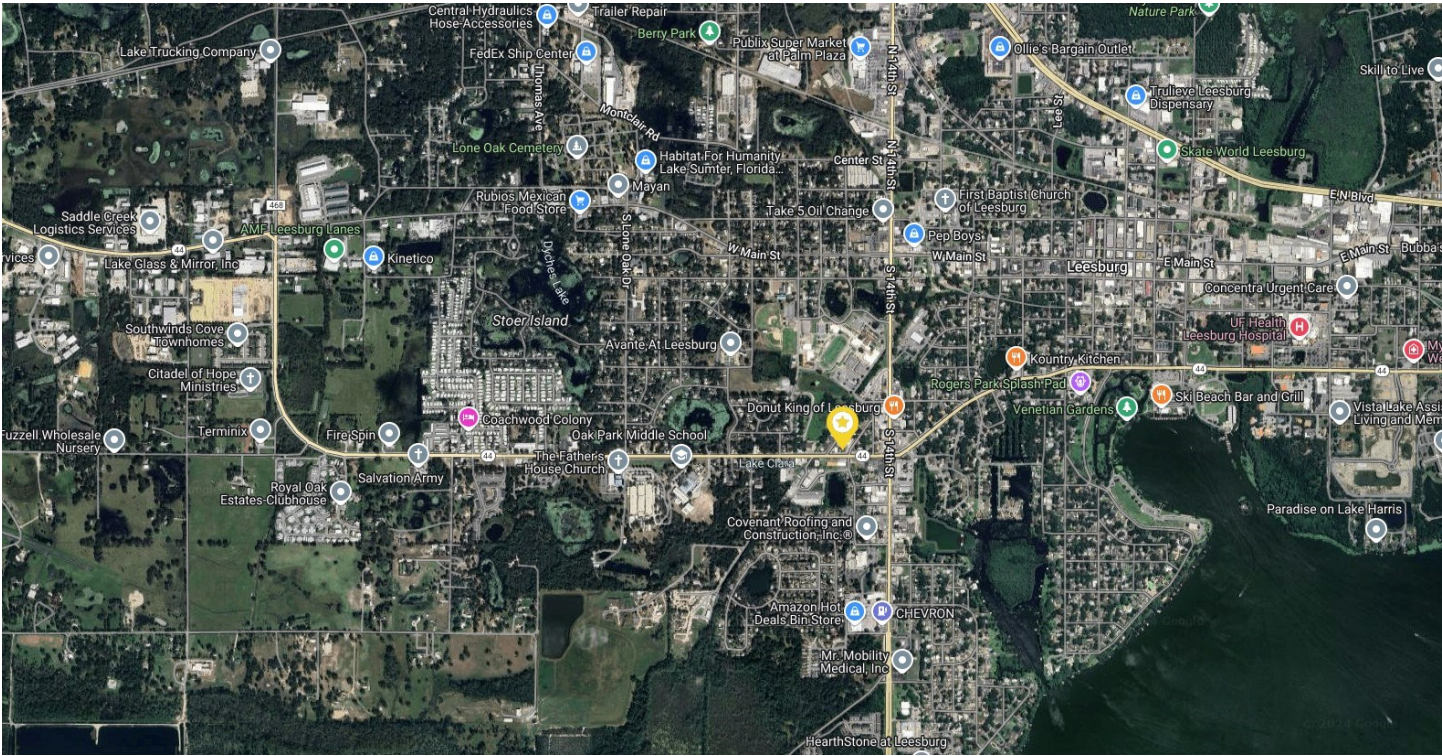 Central Hydraulics
Hose-Accessories
Trailer Repair
Nature Park
Berry Park
Publix Super Market
at Palm Plaza
N 14th St
Ollie's Bargain Outlet
Lake Trucking Company
FedEx Ship Center
Skill to Live
Thomas Ave
Trulieve Leesburg
Dispensary
Lee St
Montclair Rd
Lone Oak Cemetery
Skate World Leesburg
Habitat For Humanity
Lake-Sumter, Florida...
Center St
N 14th St
Mayan
Rubios Mexican
Food Store
First Baptist Church
of Leesburg
E N Blvd
468
Take 5 Oil Change
Saddle Creek
Logistics Services
AMF Leesburg Lanes
S Lone Oak Dr
Pep Boys
44
W Main St
W Main St
E Main St
E Main St
Bubba's
rvices
Lake Glass & Mirror, Inc
Kinetico
Dyches Lake
Leesburg
S 14th St
Concentra Urgent Care
Stoer Island
Southwinds Cove
Townhomes
UF Health
Leesburg Hospital
Avante At Leesburg
My
We
Kountry Kitchen
44
44
Citadel of Hope
Ministries
Rogers Park Splash Pad
Ski Beach Bar and Grill
Donut King of Leesburg
Venetian Gardens
Vista Lake Assi
Living and Mem
Coachwood Colony
Terminix
Fire Spin
Oak Park Middle School
Fuzzell Wholesale
Nursery
S 14th St
44
The Father's
House Church
Lake Clara
44
Salvation Army
Royal Oak
Estates-Clubhouse
Paradise on Lake Harris
Covenant Roofing and
Construction, Inc.®
Amazon Hot
Deals Bin Store
CHEVRON
Mr. Mobility
Medical, Inc
HearthStone at Leesburg